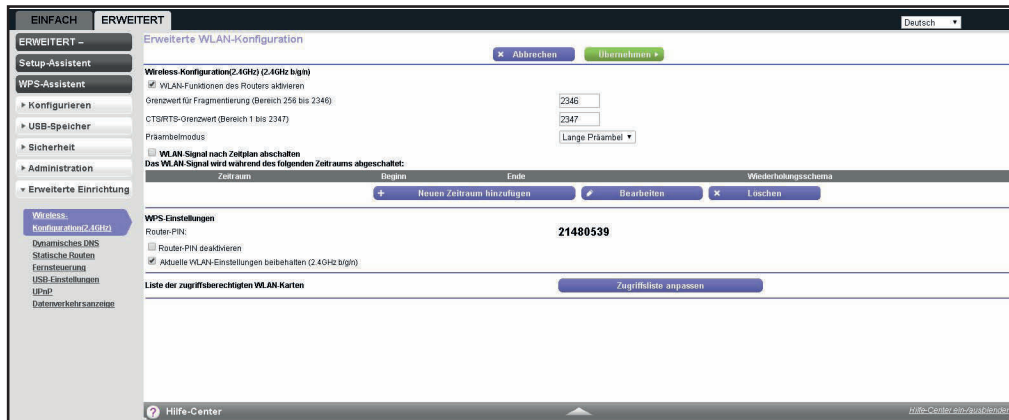 EINFACH
ERWEITERT
Deutsch
ERWEITERT –
Setup-Assistent
WPS-Assistent
Konfigurieren
USB-Speicher
Sicherheit
Administration
Erweiterte Einrichtung
Wireless-
Konfiguration(2.4GHz)
Dynamisches DNS
Statische Routen
Fernsteuerung
USB-Einstellungen
UPnP
Datenverkehrsanzeige
Erweiterte WLAN-Konfiguration
Abbrechen
Übernehmen
Wireless-Konfiguration(2.4GHz) (2.4GHz b/g/n)
WLAN-Funktionen des Routers aktivieren
Grenzwert für Fragmentierung (Bereich 256 bis 2346) 2346
CTS/RTS-Grenzwert (Bereich 1 bis 2347) 2347
Präambelmodus Lange Präambel
WLAN-Signal nach Zeitplan abschalten
Das WLAN-Signal wird während des folgenden Zeitraums abgeschaltet:
Zeitraum Beginn Ende Wiederholungsschema
+ Neuen Zeitraum hinzufügen Bearbeiten Löschen
WPS-Einstellungen
Router-PIN: 21480539
Router-PIN deaktivieren
Aktuelle WLAN-Einstellungen beibehalten (2.4GHz b/g/n)
Liste der zugriffsberechtigten WLAN-Karten Zugriffsliste anpassen
? Hilfe-Center Hilfe-Center ein-/ausblenden